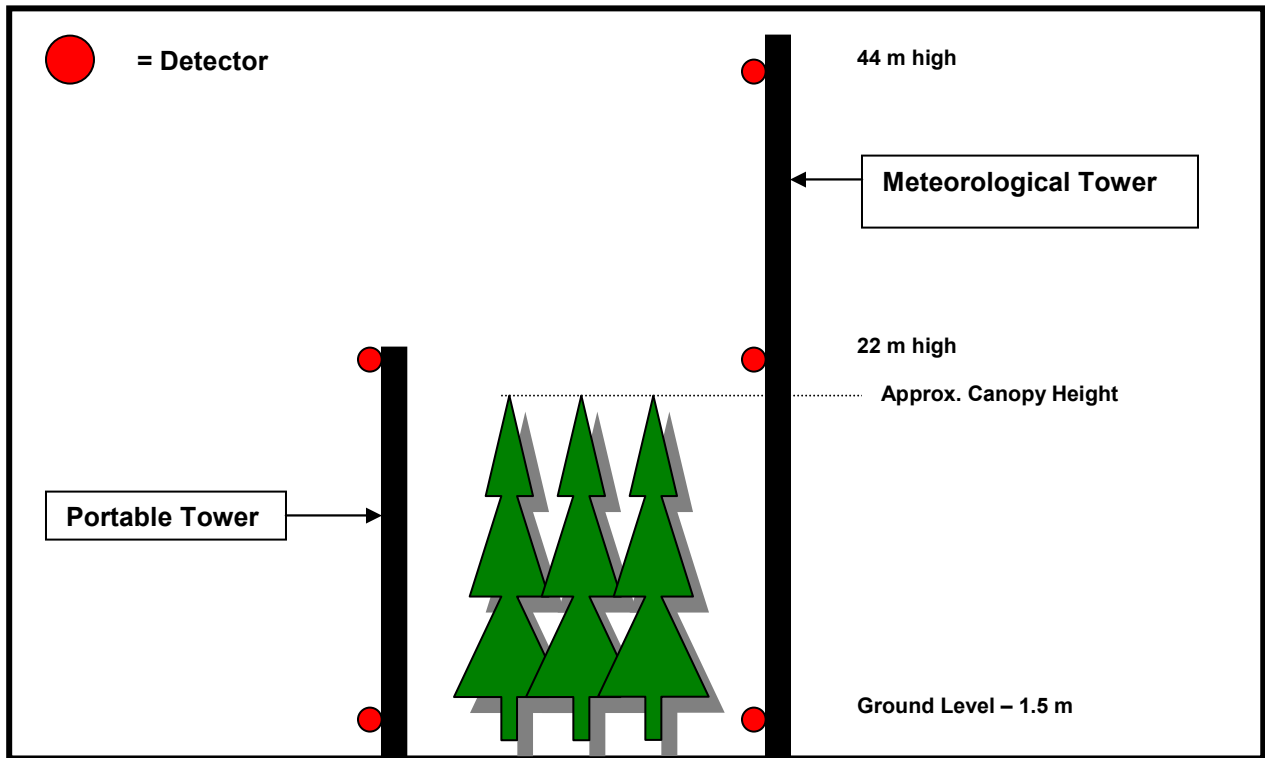 = Detector
44 m high
Meteorological Tower
22 m high
Approx. Canopy Height
Portable Tower
Ground Level – 1.5 m